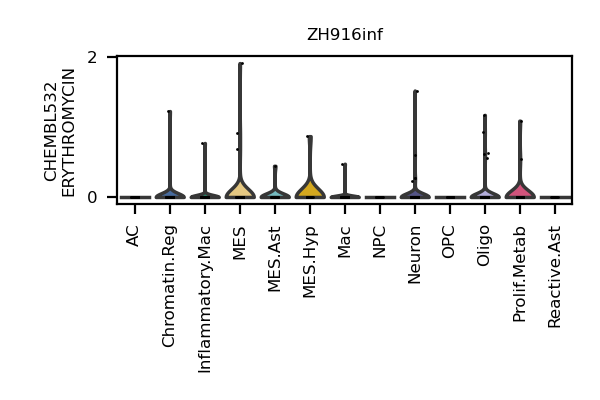 ZH916inf
CHEMBL532
ERYTHROMYCIN
2
0
AC
Chromatin.Reg
Inflammatory.Mac
MES
MES.Ast
MES.Hyp
Mac
NPC
Neuron
OPC
Oligo
Prolif.Metab
Reactive.Ast